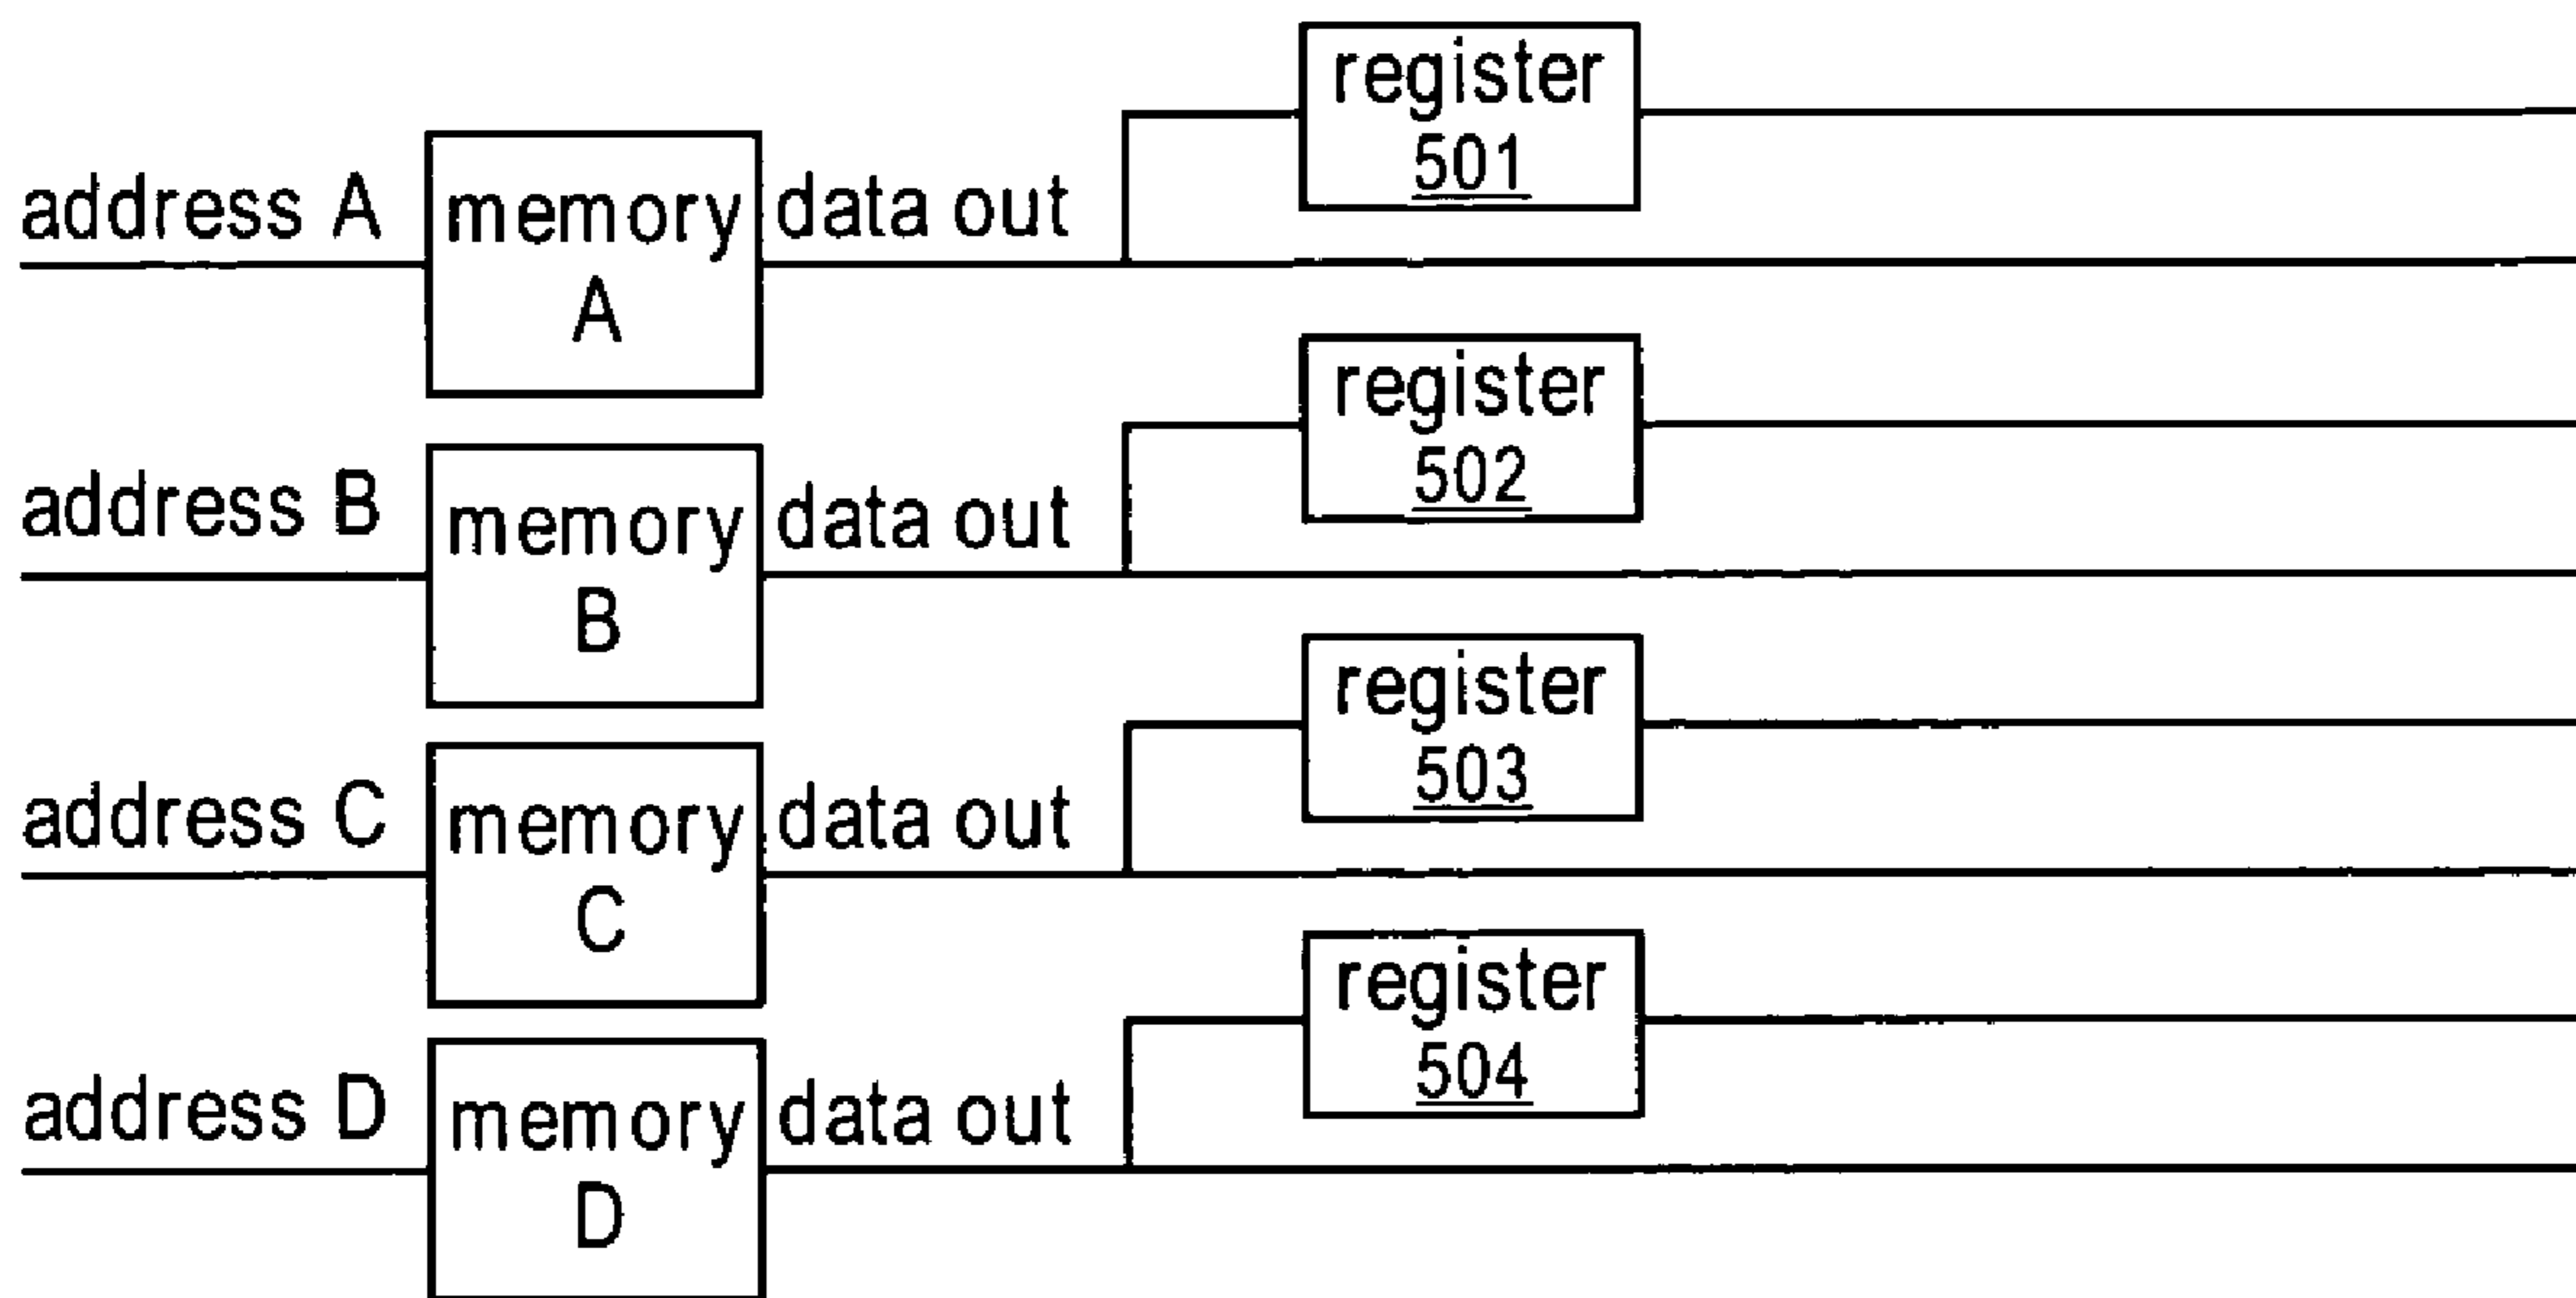 register
501
address A
memory
A
data out
register
502
address B
memory
B
data out
register
503
address C
memory
C
data out
register
504
address D
memory
D
data out